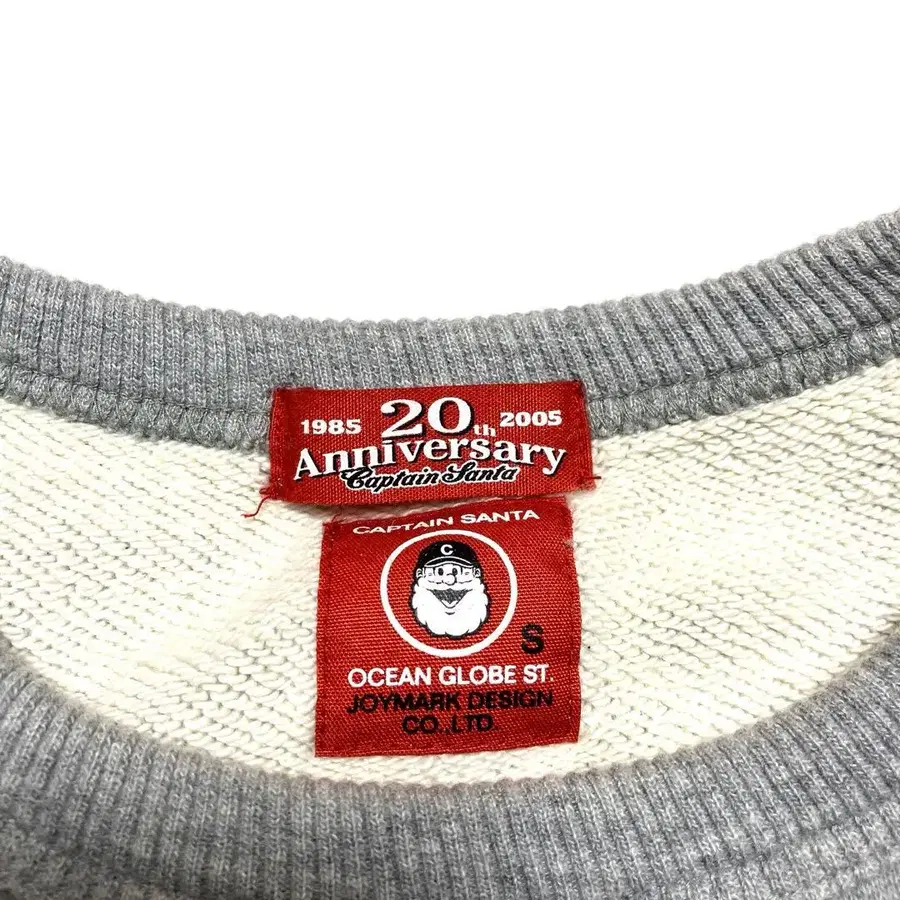 1985 20th 2005
Anniversary
Captain Santa
CAPTAIN SANTA
C
S
OCEAN GLOBE ST.
JOYMARK DESIGN
CO.,LTD.